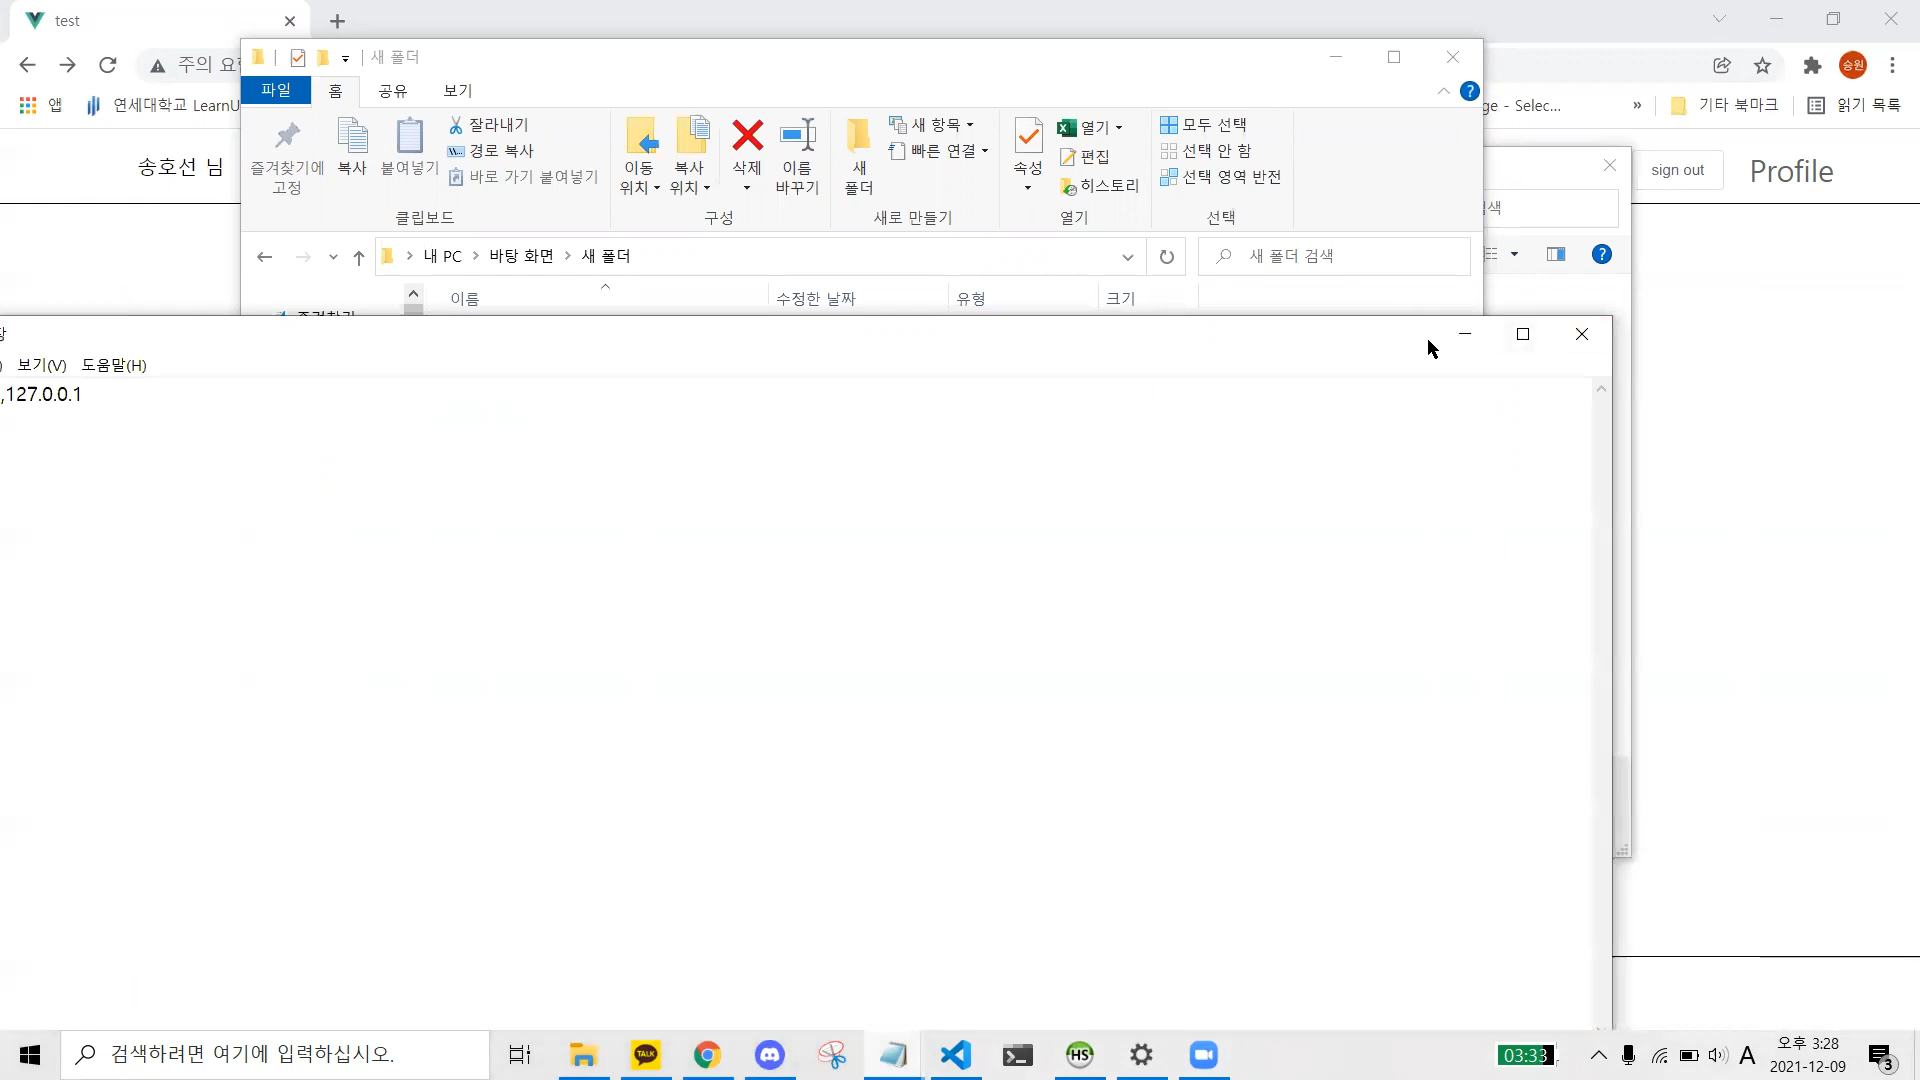 test
주의 요
앱
연세대학교 LearnU
ge - Selec...
»
기타 북마크
읽기 목록
승원
송호선 님
sign out
Profile
색
새 폴더
파일
홈
공유
보기
즐겨찾기에
고정
복사
붙여넣기
잘라내기
경로 복사
바로 가기 붙여넣기
클립보드
이동
위치
복사
위치
삭제
이름
바꾸기
구성
새
폴더
새 항목
빠른 연결
새로 만들기
속성
열기
편집
히스토리
열기
모두 선택
선택 안 함
선택 영역 반전
선택
내 PC > 바탕 화면 > 새 폴더
새 폴더 검색
이름
수정한 날짜
유형
크기
보기(V)
도움말(H)
,127.0.0.1
검색하려면 여기에 입력하십시오.
TALK
HS
03:33
A
오후 3:28
2021-12-09
3